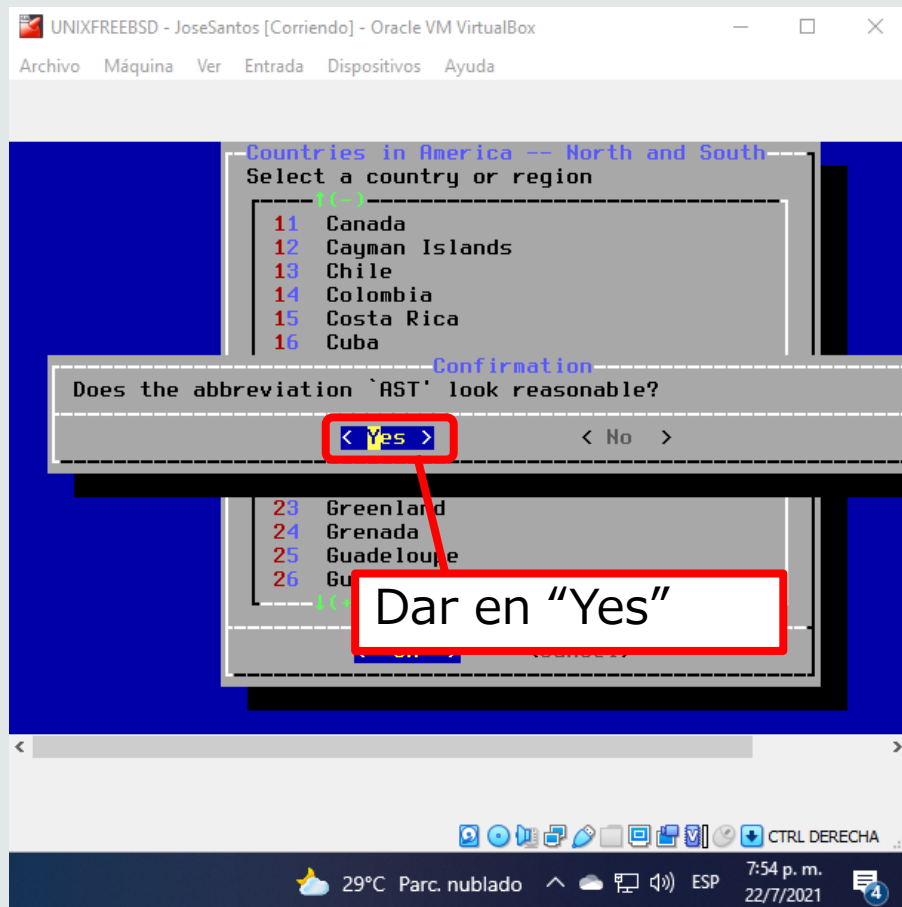 UNIXFREEBSD - JoseSantos [Corriendo] - Oracle VM VirtualBox
Archivo Máquina Ver Entrada Dispositivos Ayuda
Countries in America -- North and South
Select a country or region
↑(-)
11 Canada
12 Cayman Islands
13 Chile
14 Colombia
15 Costa Rica
16 Cuba
Confirmation
Does the abbreviation `AST' look reasonable?
< Yes > < No >
23 Greenland
24 Grenada
25 Guadeloupe
26
Dar en “Yes”
CTRL DERECHA
29°C Parc. nublado ESP 7:54 p. m.
22/7/2021
4